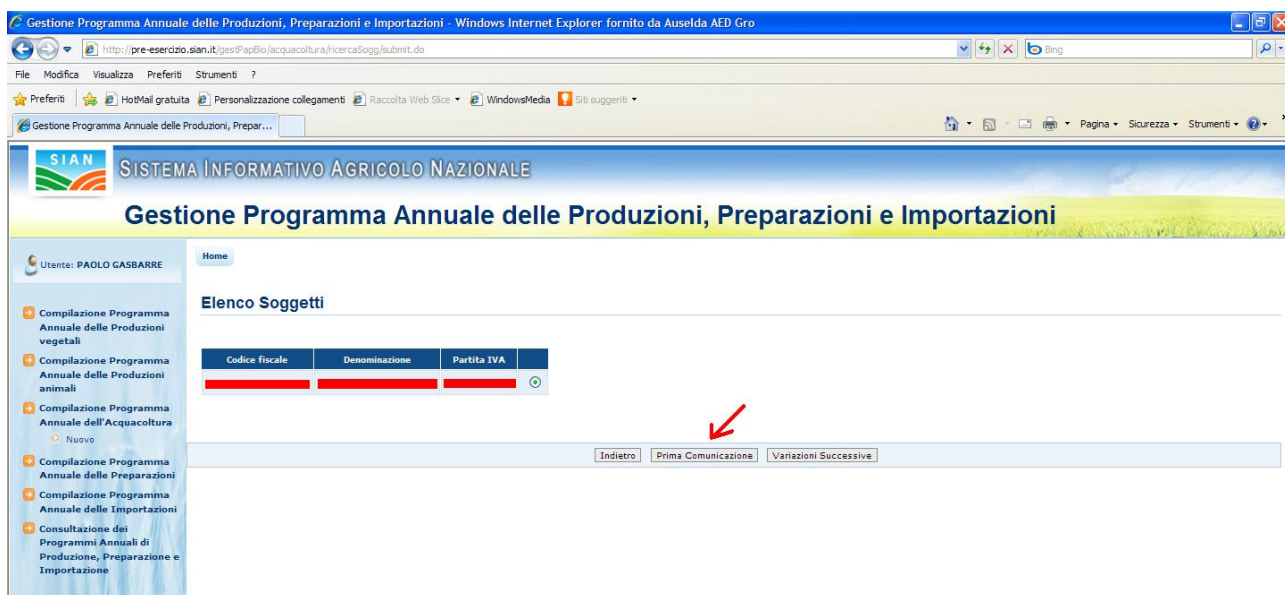 Gestione Programma Annuale delle Produzioni, Preparazioni e Importazioni - Windows Internet Explorer fornito da Auselda AED Gro
http://pre-esercizio.sian.it/gestPapBio/acquacoltura/ricercaSogg/submit.do
Bing
File Modifica Visualizza Preferiti Strumenti ?
Preferiti HotMail gratuita Personalizzazione collegamenti Raccolta Web Slice WindowsMedia Siti suggeriti
Gestione Programma Annuale delle Produzioni, Prepar... Pagina Sicurezza Strumenti
SIAN
SISTEMA INFORMATIVO AGRICOLO NAZIONALE
Gestione Programma Annuale delle Produzioni, Preparazioni e Importazioni
Utente: PAOLO GASBARRE
Home
Compilazione Programma
Annuale delle Produzioni
vegetali
Compilazione Programma
Annuale delle Produzioni
animali
Compilazione Programma
Annuale dell'Acquacoltura
Nuovo
Compilazione Programma
Annuale delle Preparazioni
Compilazione Programma
Annuale delle Importazioni
Consultazione dei
Programmi Annuali di
Produzione, Preparazione e
Importazione
Elenco Soggetti
Codice fiscale Denominazione Partita IVA
Indietro Prima Comunicazione Variazioni Successive